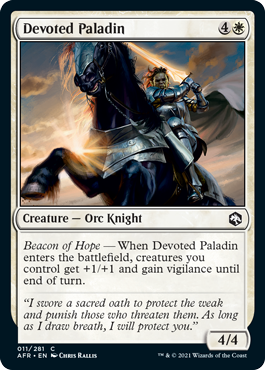 Devoted Paladin 4
Creature — Orc Knight
Beacon of Hope — When Devoted Paladin
enters the battlefield, creatures you
control get +1/+1 and gain vigilance until
end of turn.
“I swore a sacred oath to protect the weak
and punish those who threaten them. As long
as I draw breath, I will protect you.”
4/4
011/281 C
AFR • EN Chris Rallis
™ & © 2021 Wizards of the Coast